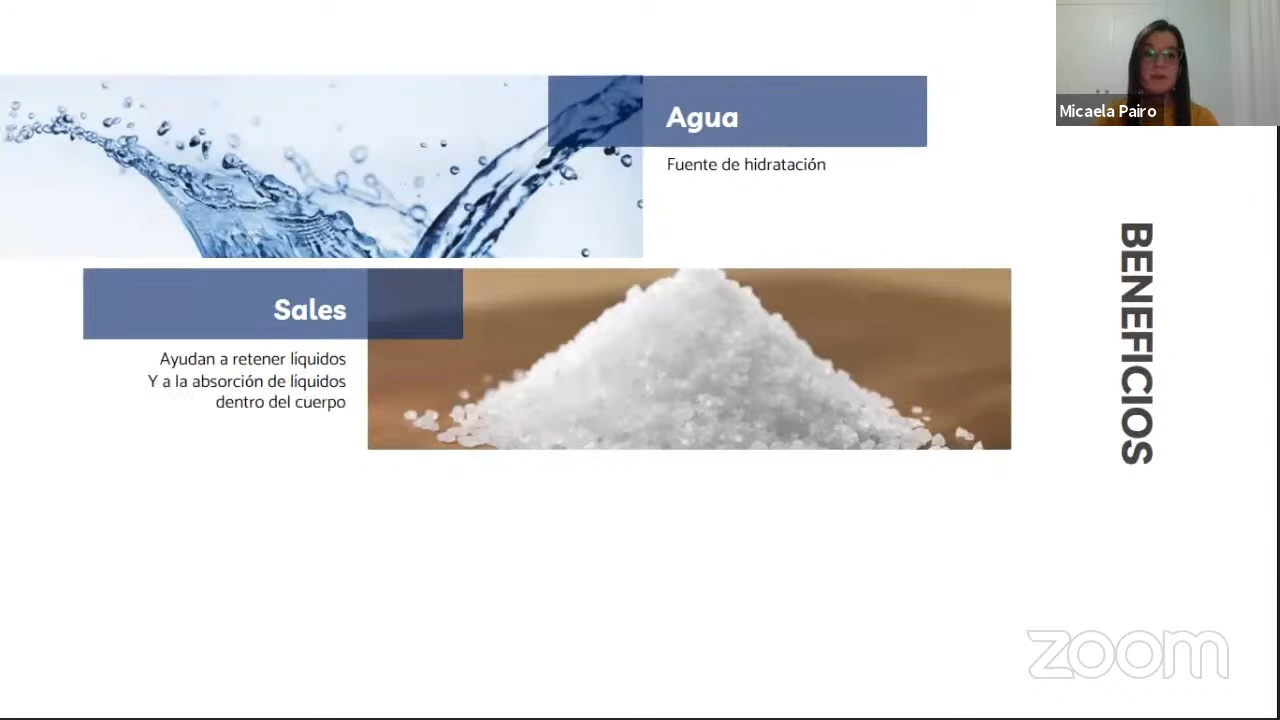 Micaela Pairo
Agua
Fuente de hidratación
Sales
Ayudan a retener líquidos
Y a la absorción de líquidos
dentro del cuerpo
BENEFICIOS
zoom